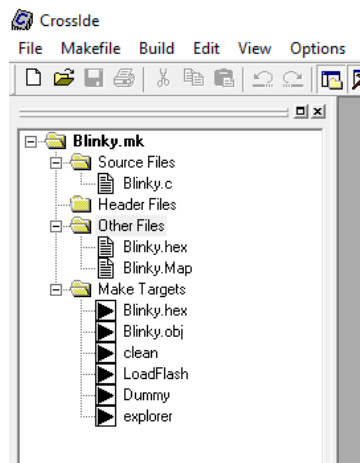 CrossIde
File Makefile Build Edit View Options
Blinky.mk
Source Files
Blinky.c
Header Files
Other Files
Blinky.hex
Blinky.Map
Make Targets
Blinky.hex
Blinky.obj
clean
LoadFlash
Dummy
explorer